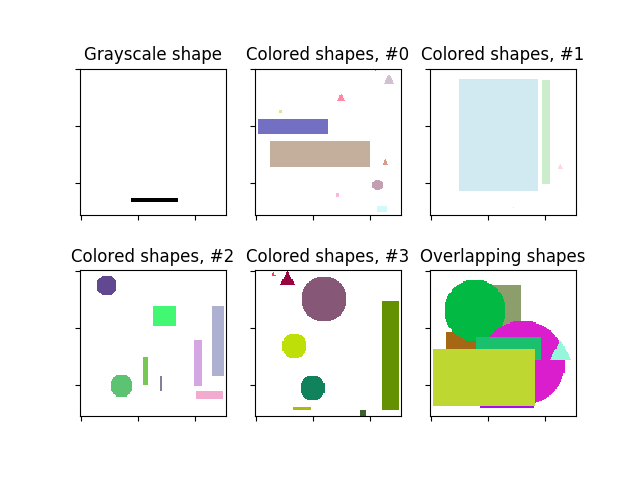 Grayscale shape
Colored shapes, #0
Colored shapes, #1
Colored shapes, #2
Colored shapes, #3
Overlapping shapes